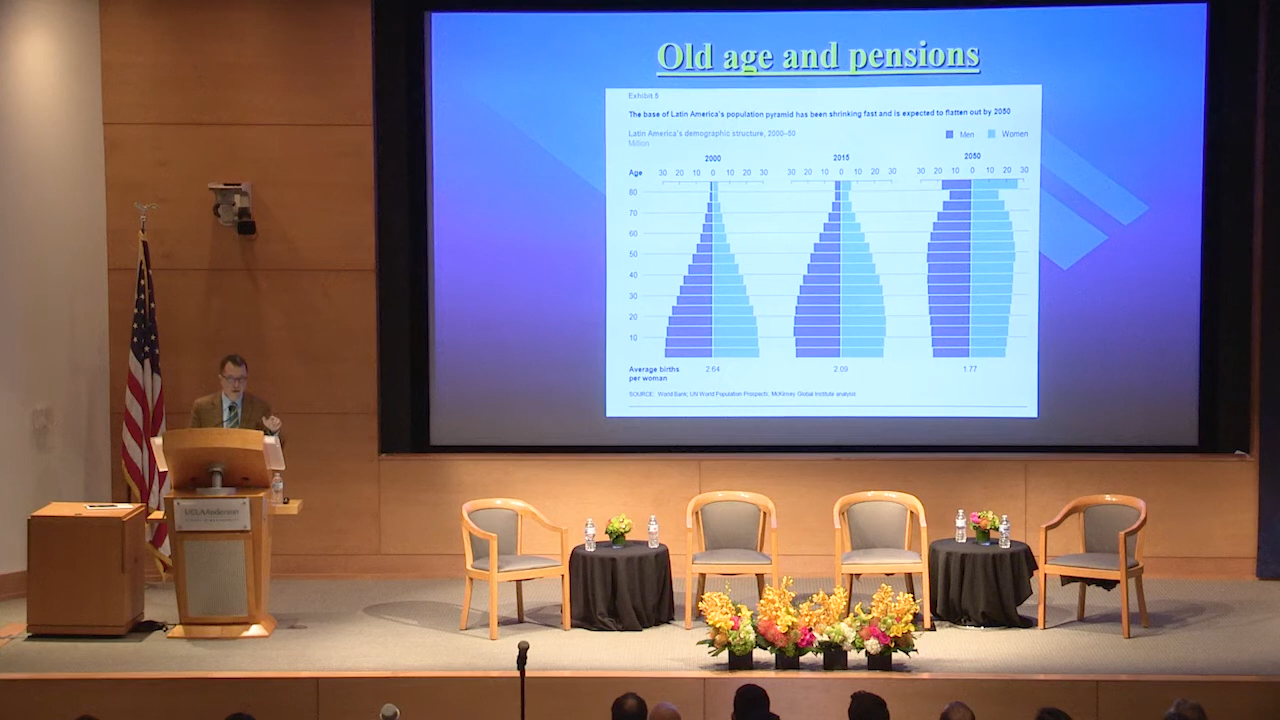 Old age and pensions
Exhibit 5
The base of Latin America's population pyramid has been shrinking fast and is expected to flatten out by 2050
Latin America's demographic structure, 2000–50
Million
Men Women
2000 2015 2050
Age 30 20 10 0 10 20 30 30 20 10 0 10 20 30 30 20 10 0 10 20 30
80
70
60
50
40
30
20
10
Average births 2.64 2.09 1.77
per woman
SOURCE: World Bank; UN World Population Prospects; McKinsey Global Institute analysis
UCLAAnderson